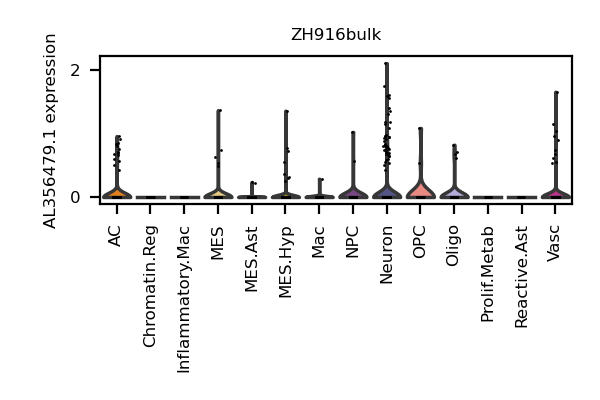 ZH916bulk
AL356479.1 expression
2
0
AC
Chromatin.Reg
Inflammatory.Mac
MES
MES.Ast
MES.Hyp
Mac
NPC
Neuron
OPC
Oligo
Prolif.Metab
Reactive.Ast
Vasc